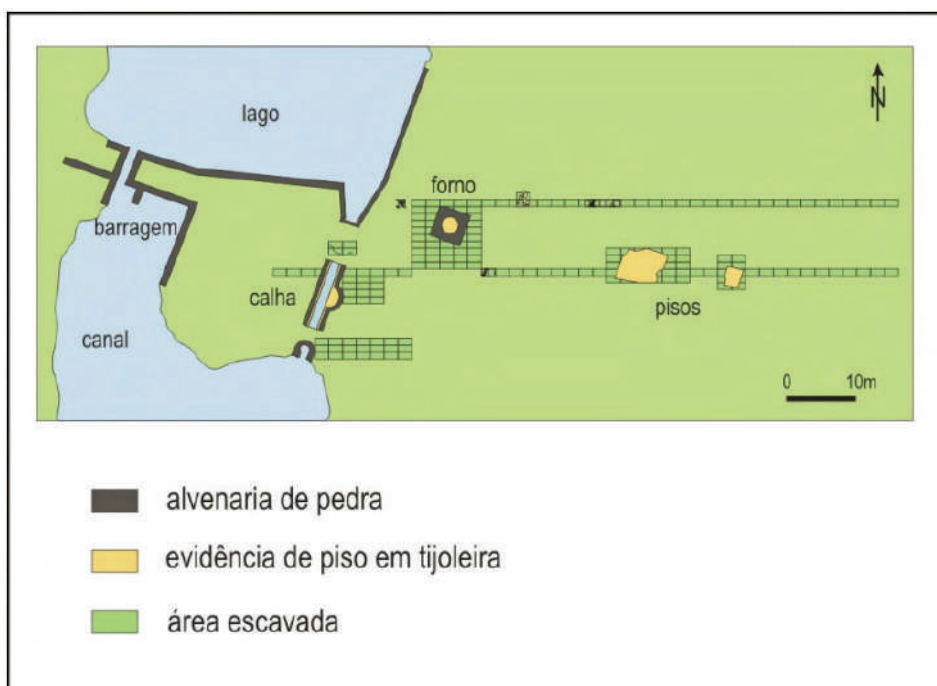 lago
N
forno
barragem
calha
pisos
canal
0 10m
alvenaria de pedra
evidência de piso em tijoleira
área escavada